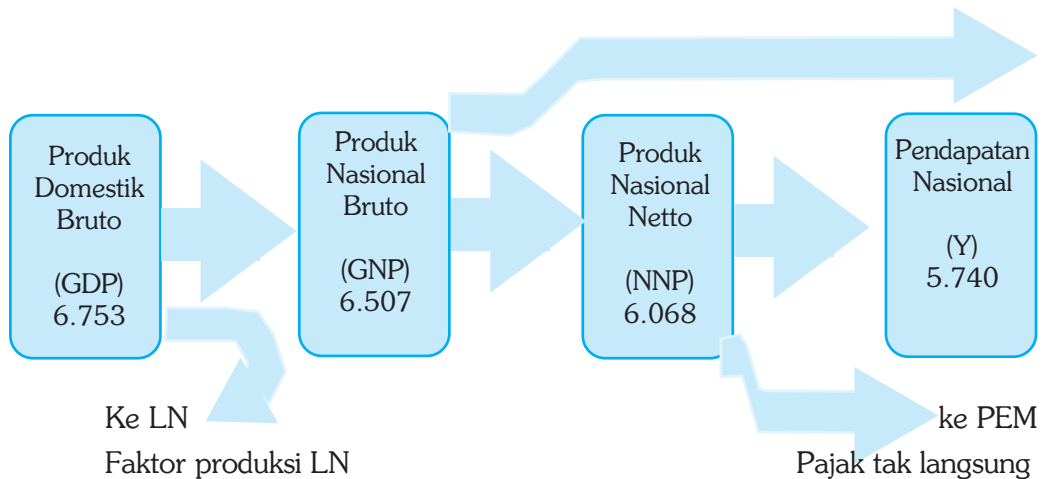 Produk
Domestik
Bruto
(GDP)
6.753
Produk
Nasional
Bruto
(GNP)
6.507
Produk
Nasional
Netto
(NNP)
6.068
Pendapatan
Nasional
(Y)
5.740
Ke LN
Faktor produksi LN
ke PEM
Pajak tak langsung